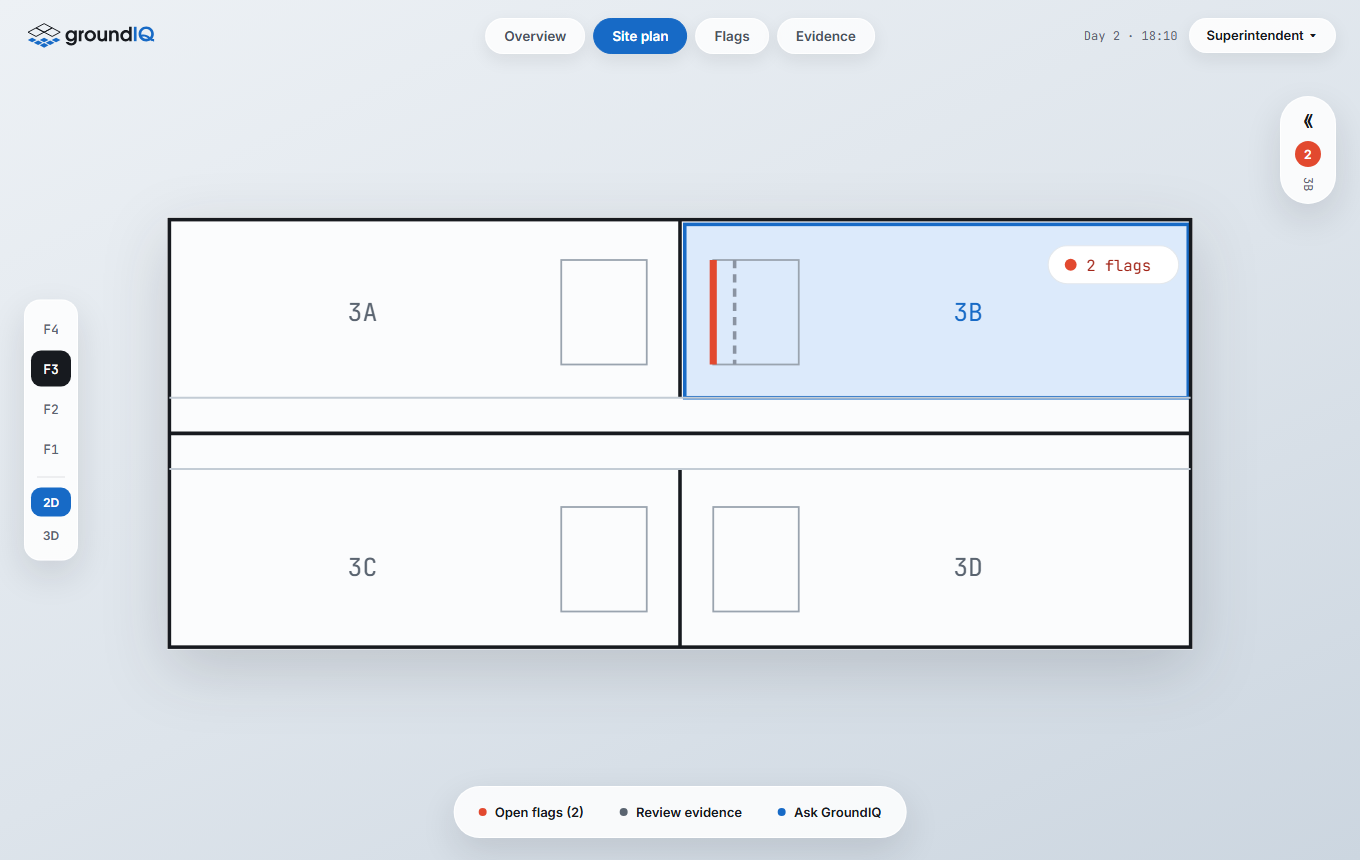 groundIQ
Overview
Site plan
Flags
Evidence
Day 2 · 18:10
Superintendent
2
3B
3A
3B
2 flags
F4
F3
F2
F1
2D
3D
3C
3D
Open flags (2)
Review evidence
Ask GroundIQ